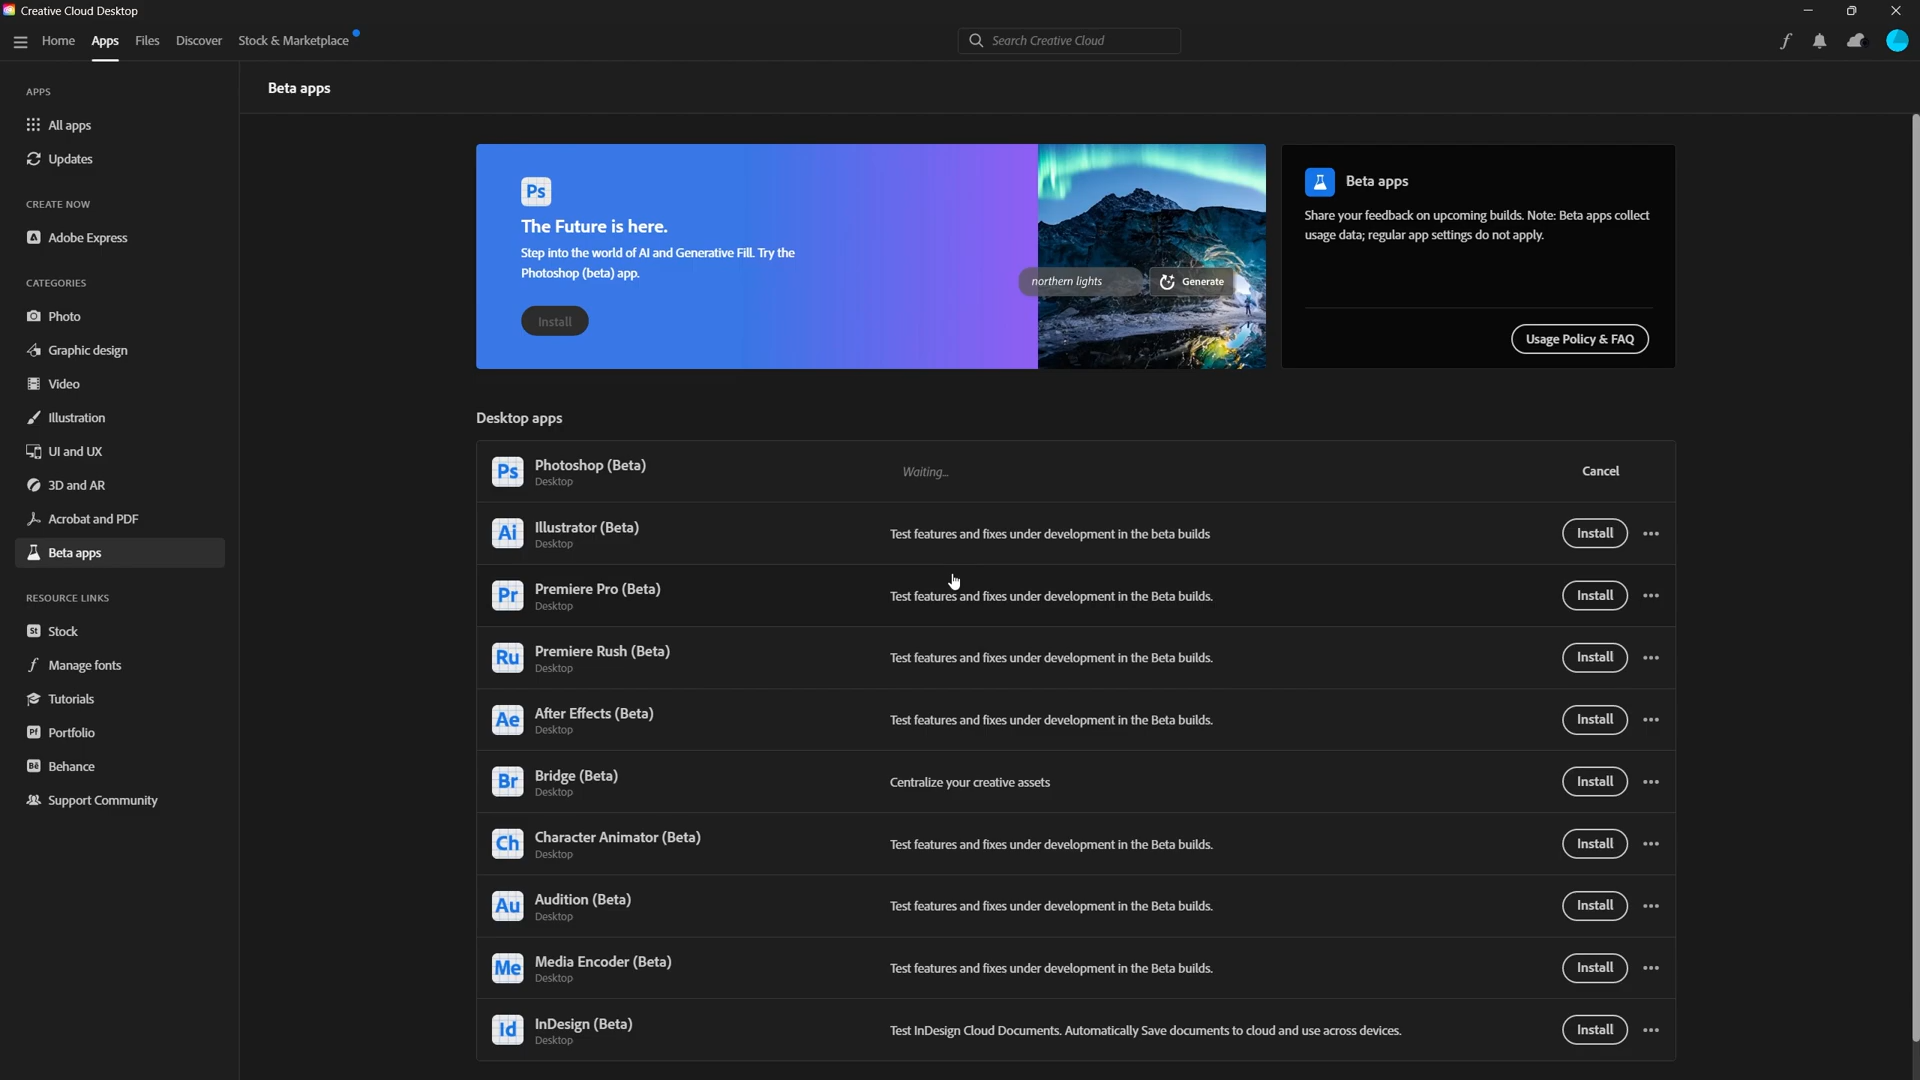 Creative Cloud Desktop
Home Apps Files Discover Stock & Marketplace
Search Creative Cloud
APPS
All apps
Updates
CREATE NOW
Adobe Express
CATEGORIES
Photo
Graphic design
Video
Illustration
UI and UX
3D and AR
Acrobat and PDF
Beta apps
RESOURCE LINKS
St Stock
Manage fonts
Tutorials
Pf Portfolio
Bē Behance
Support Community
Beta apps
Ps
The Future is here.
Step into the world of AI and Generative Fill. Try the
Photoshop (beta) app.
Install
northern lights
Generate
Beta apps
Share your feedback on upcoming builds. Note: Beta apps collect
usage data; regular app settings do not apply.
Usage Policy & FAQ
Desktop apps
Ps Photoshop (Beta)
Desktop
Waiting...
Cancel
Ai Illustrator (Beta)
Desktop
Test features and fixes under development in the beta builds
Install
Pr Premiere Pro (Beta)
Desktop
Test features and fixes under development in the Beta builds.
Install
Ru Premiere Rush (Beta)
Desktop
Test features and fixes under development in the Beta builds.
Install
Ae After Effects (Beta)
Desktop
Test features and fixes under development in the Beta builds.
Install
Br Bridge (Beta)
Desktop
Centralize your creative assets
Install
Ch Character Animator (Beta)
Desktop
Test features and fixes under development in the Beta builds.
Install
Au Audition (Beta)
Desktop
Test features and fixes under development in the Beta builds.
Install
Me Media Encoder (Beta)
Desktop
Test features and fixes under development in the Beta builds.
Install
Id InDesign (Beta)
Desktop
Test InDesign Cloud Documents. Automatically Save documents to cloud and use across devices.
Install